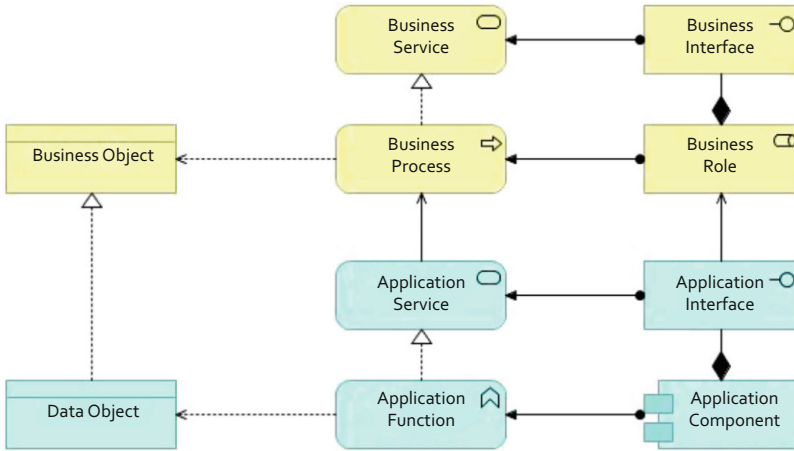 Business
Service
Business
Interface
Business Object
Business
Process
Business
Role
Application
Service
Application
Interface
Data Object
Application
Function
Application
Component